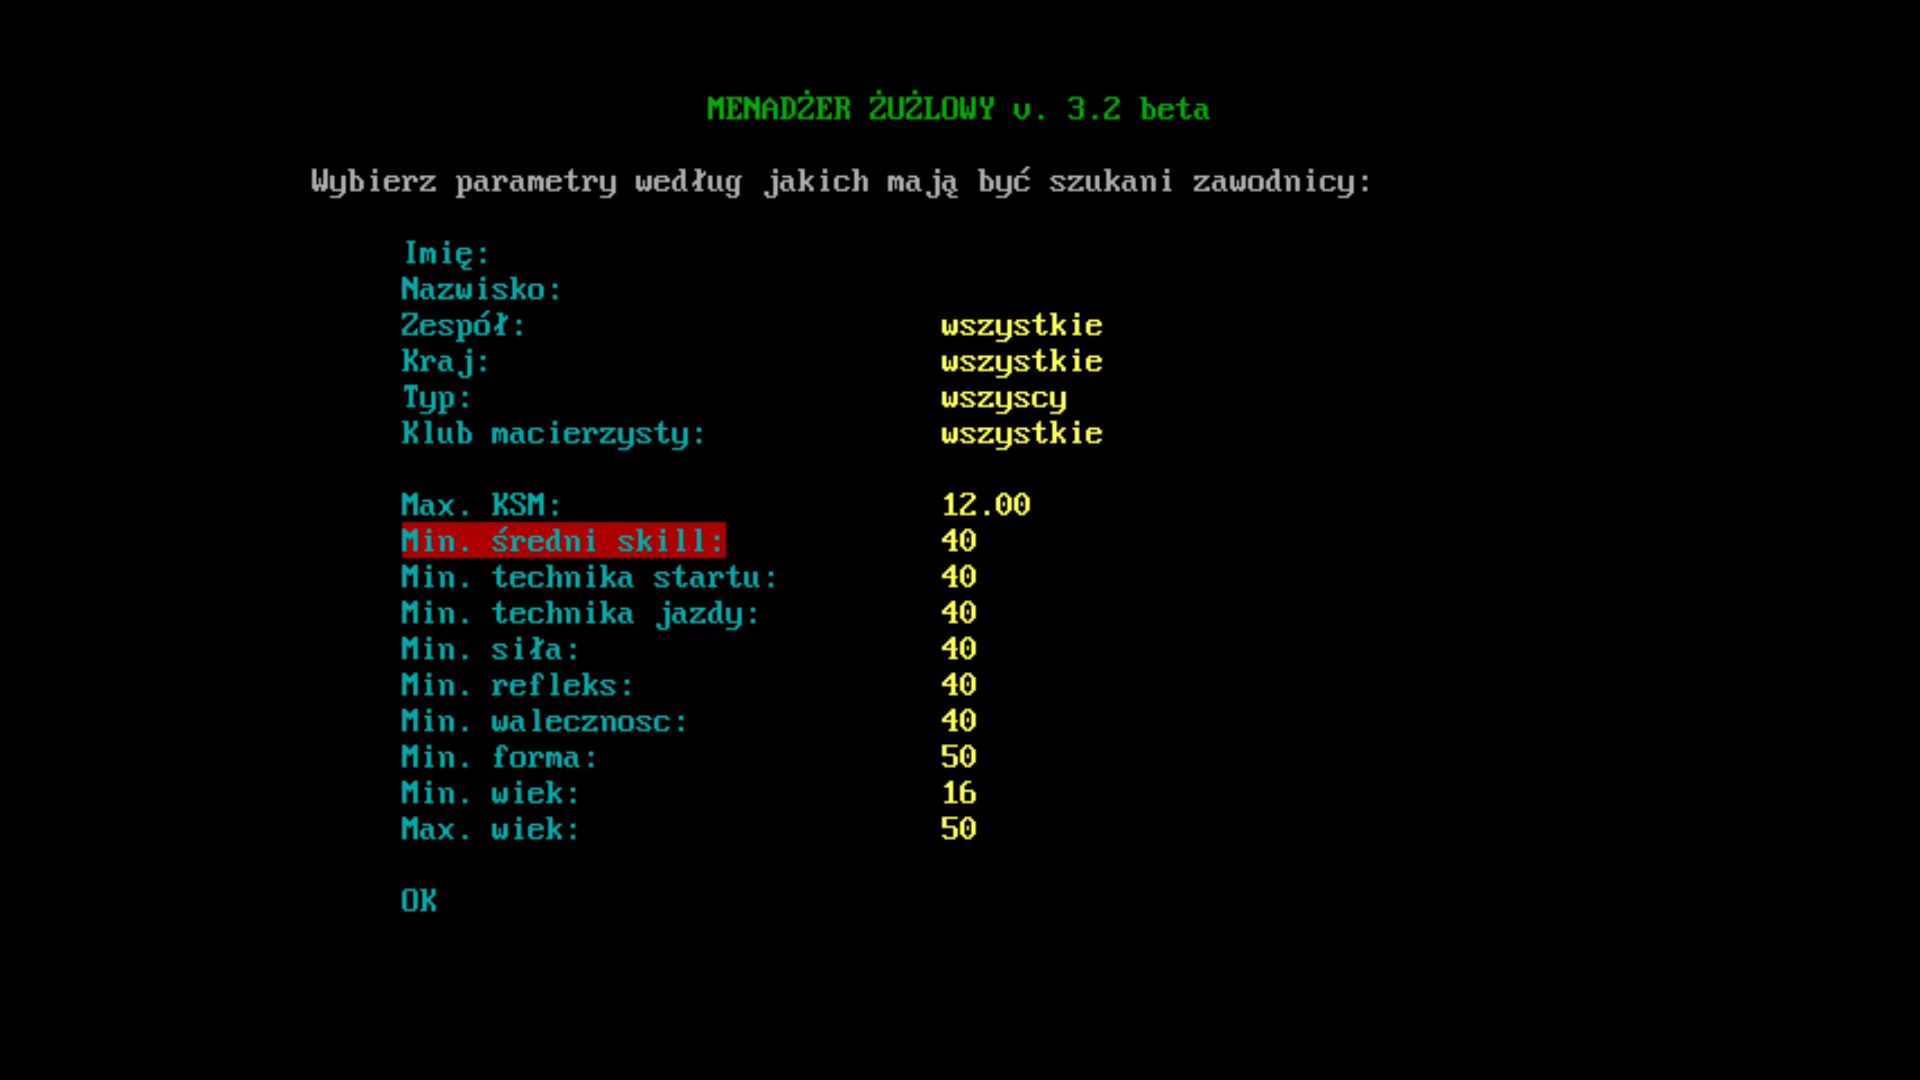 MENADŻER ŻUŻLOWY v. 3.2 beta
Wybierz parametry według jakich mają być szukani zawodnicy:
Imię:
Nazwisko:
Zespół: wszystkie
Kraj: wszystkie
Typ: wszyscy
Klub macierzysty: wszystkie
Max. KSM: 12.00
Min. średni skill: 40
Min. technika startu: 40
Min. technika jazdy: 40
Min. siła: 40
Min. refleks: 40
Min. walecznosc: 40
Min. forma: 50
Min. wiek: 16
Max. wiek: 50
OK